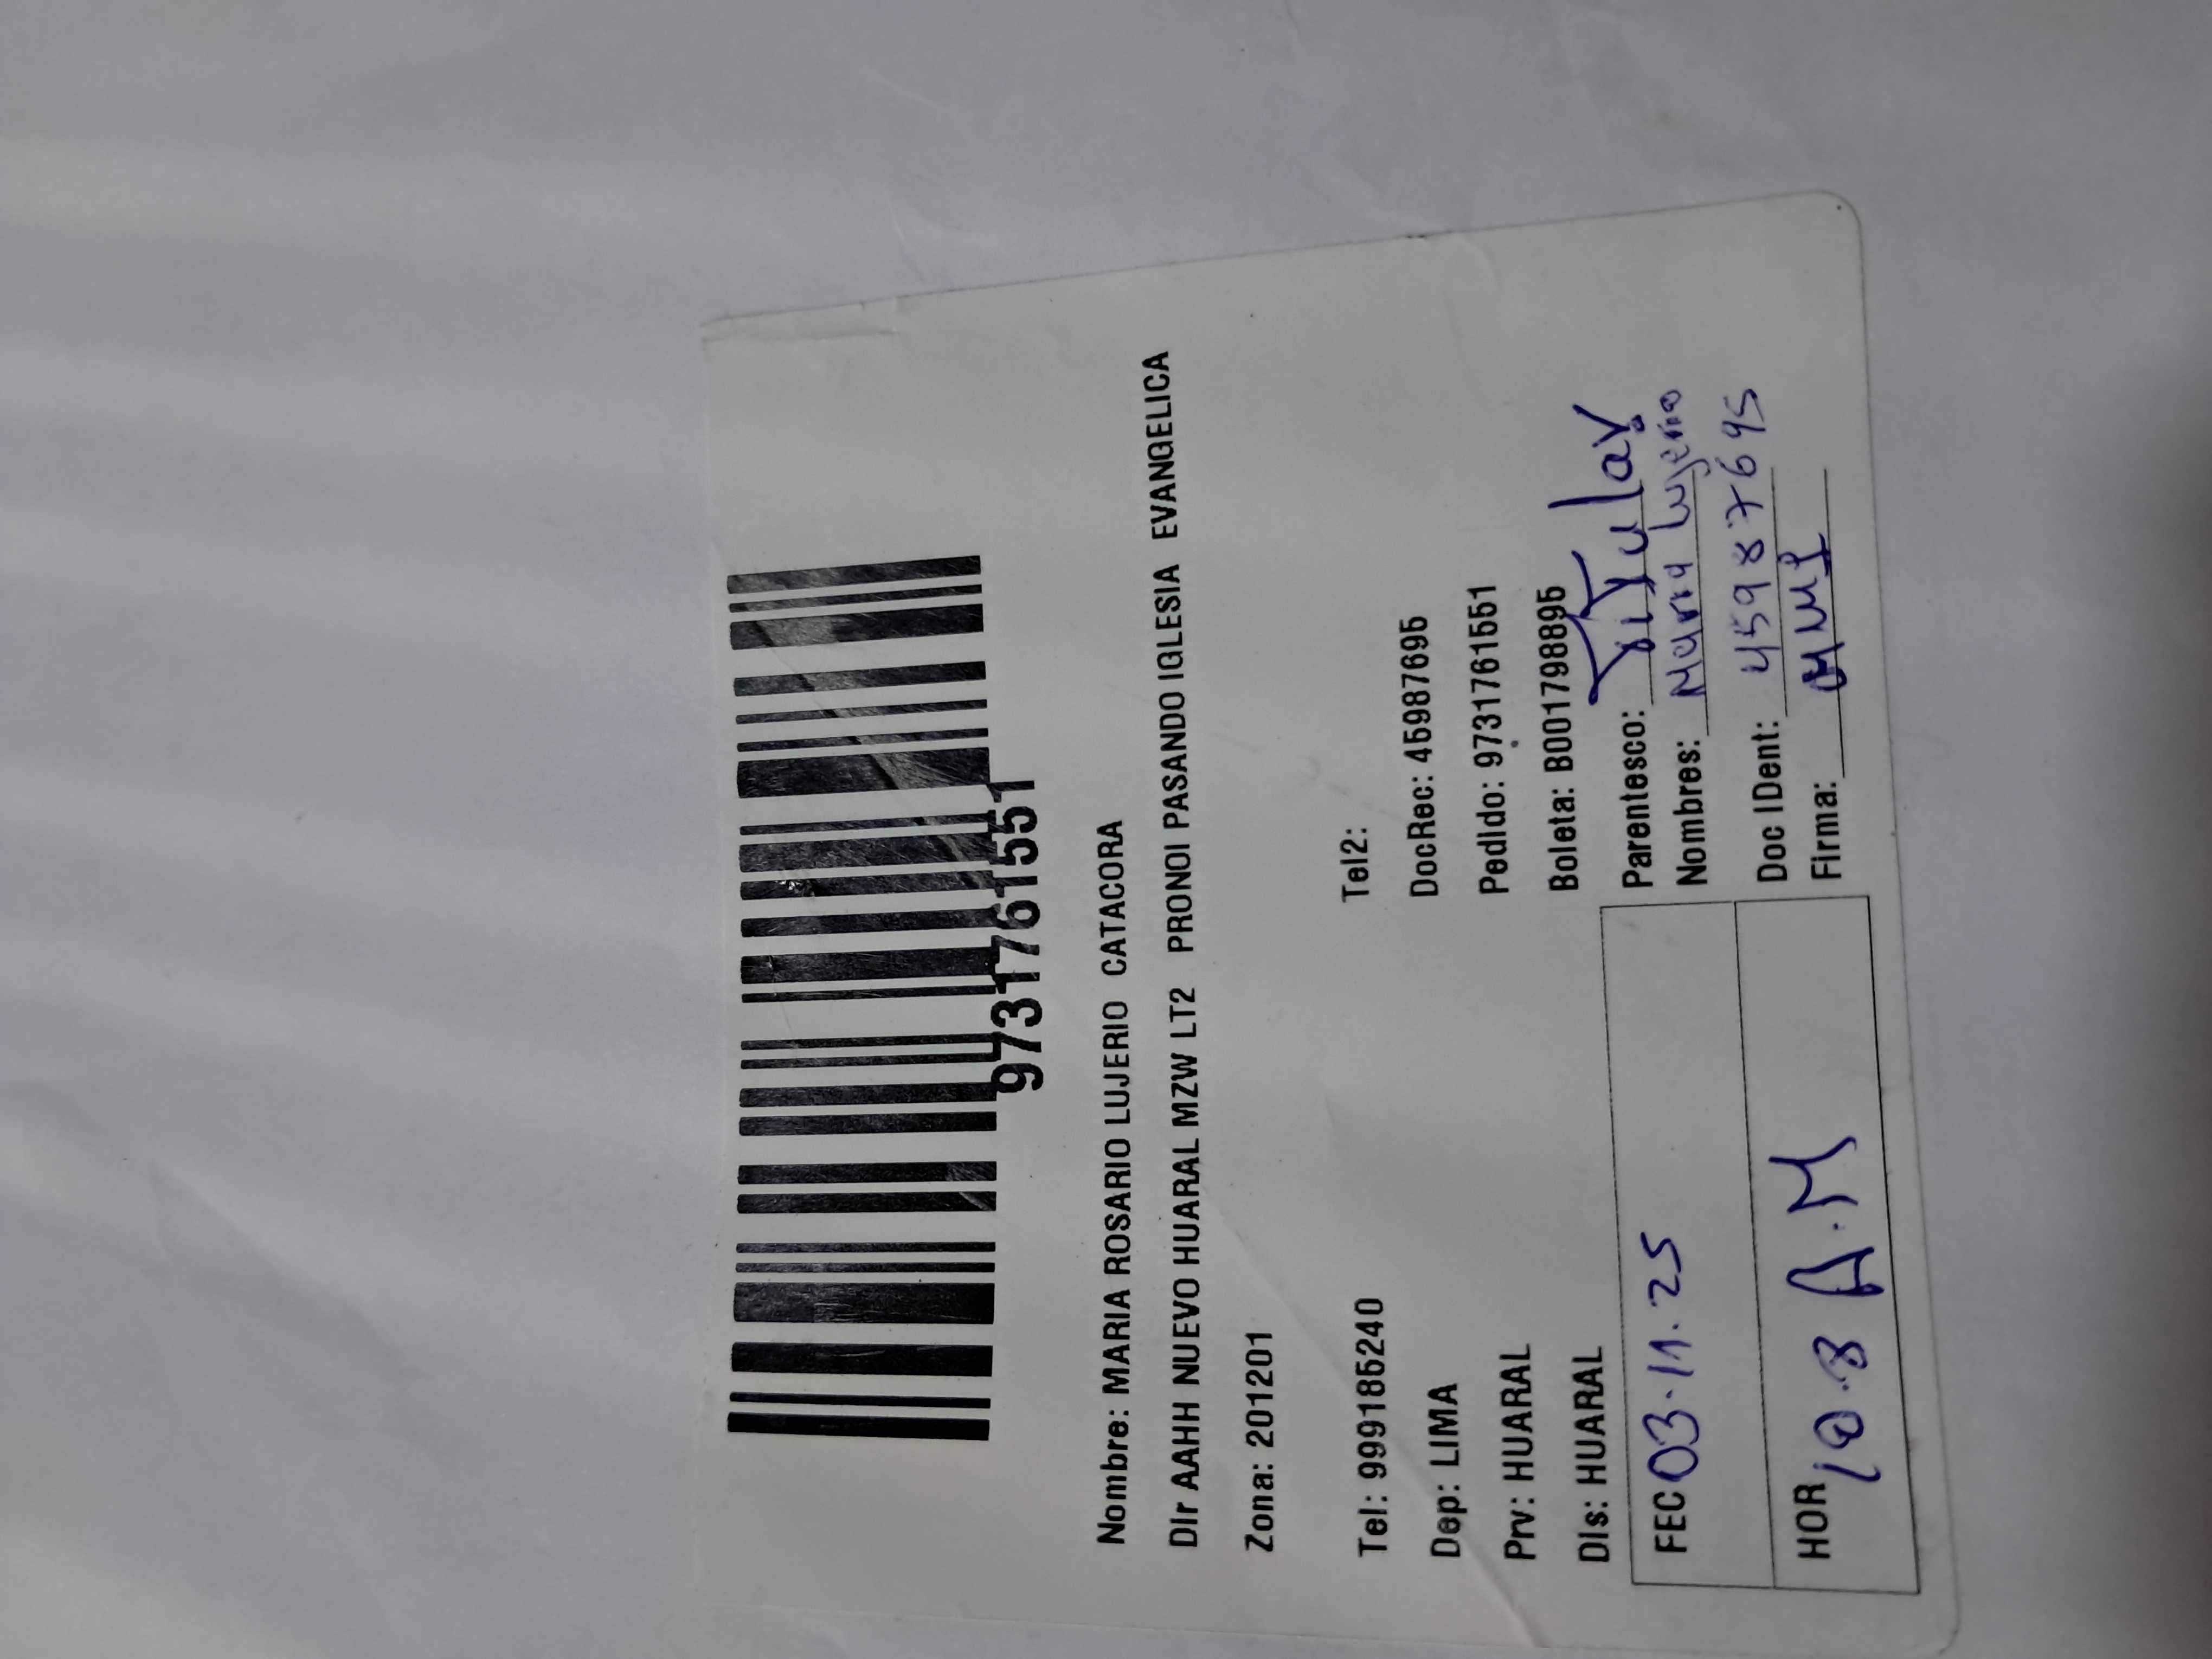 9731761551
Nombre: MARIA ROSARIO LUJERIO CATACORA
DIr AAHH NUEVO HUARAL MZW LT2 PRONOI PASANDO IGLESIA EVANGELICA
Zona: 201201
Tel: 999185240 Tel2:
Dep: LIMA DocRec: 45987695
Prv: HUARAL PedIdo: 9731761551
DIs: HUARAL Boleta: B001798895
FEC 03.11.25 Parentesco: Titular
Nombres: Maria Lujerio
HOR 10.8 A.M Doc IDent: 45987695
Firma: